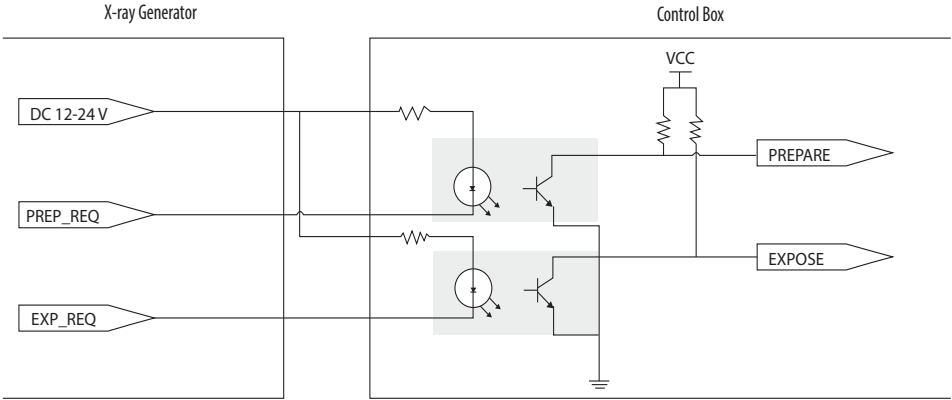 X-ray Generator
Control Box
VCC
DC 12-24 V
PREPARE
PREP_REQ
EXPOSE
EXP_REQ